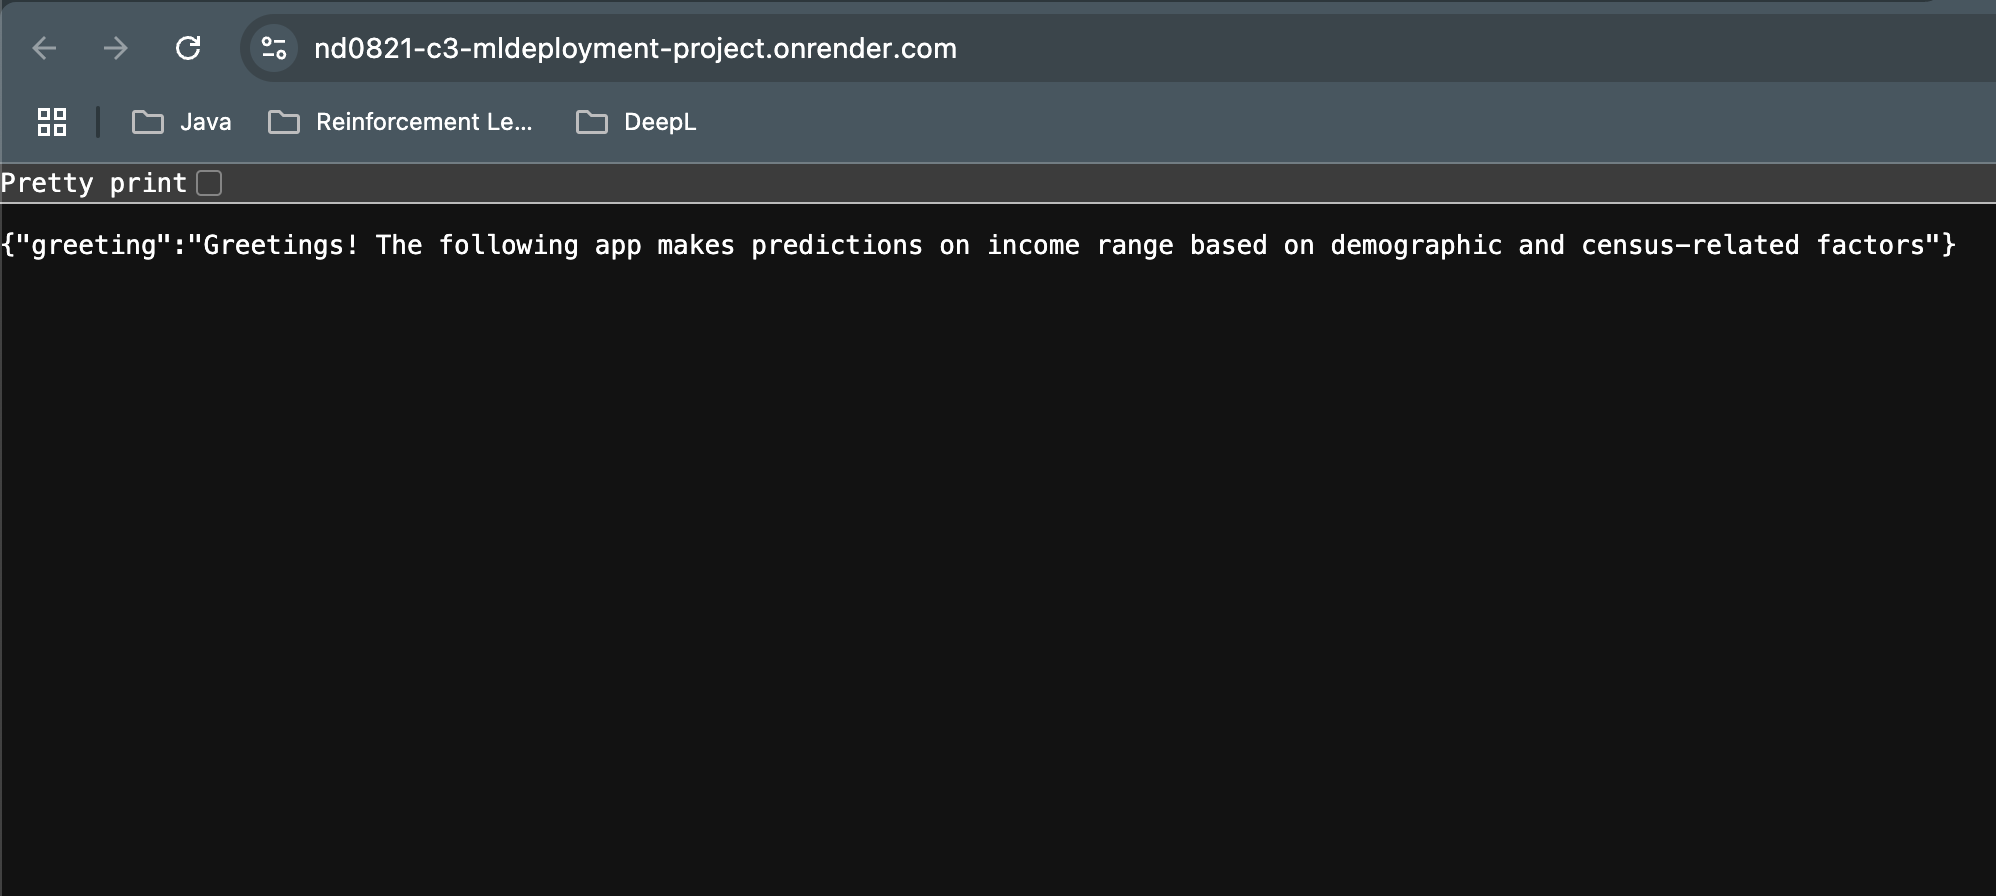 nd0821-c3-mldeployment-project.onrender.com
Java Reinforcement Le... DeepL
Pretty print
{"greeting":"Greetings! The following app makes predictions on income range based on demographic and census-related factors"}